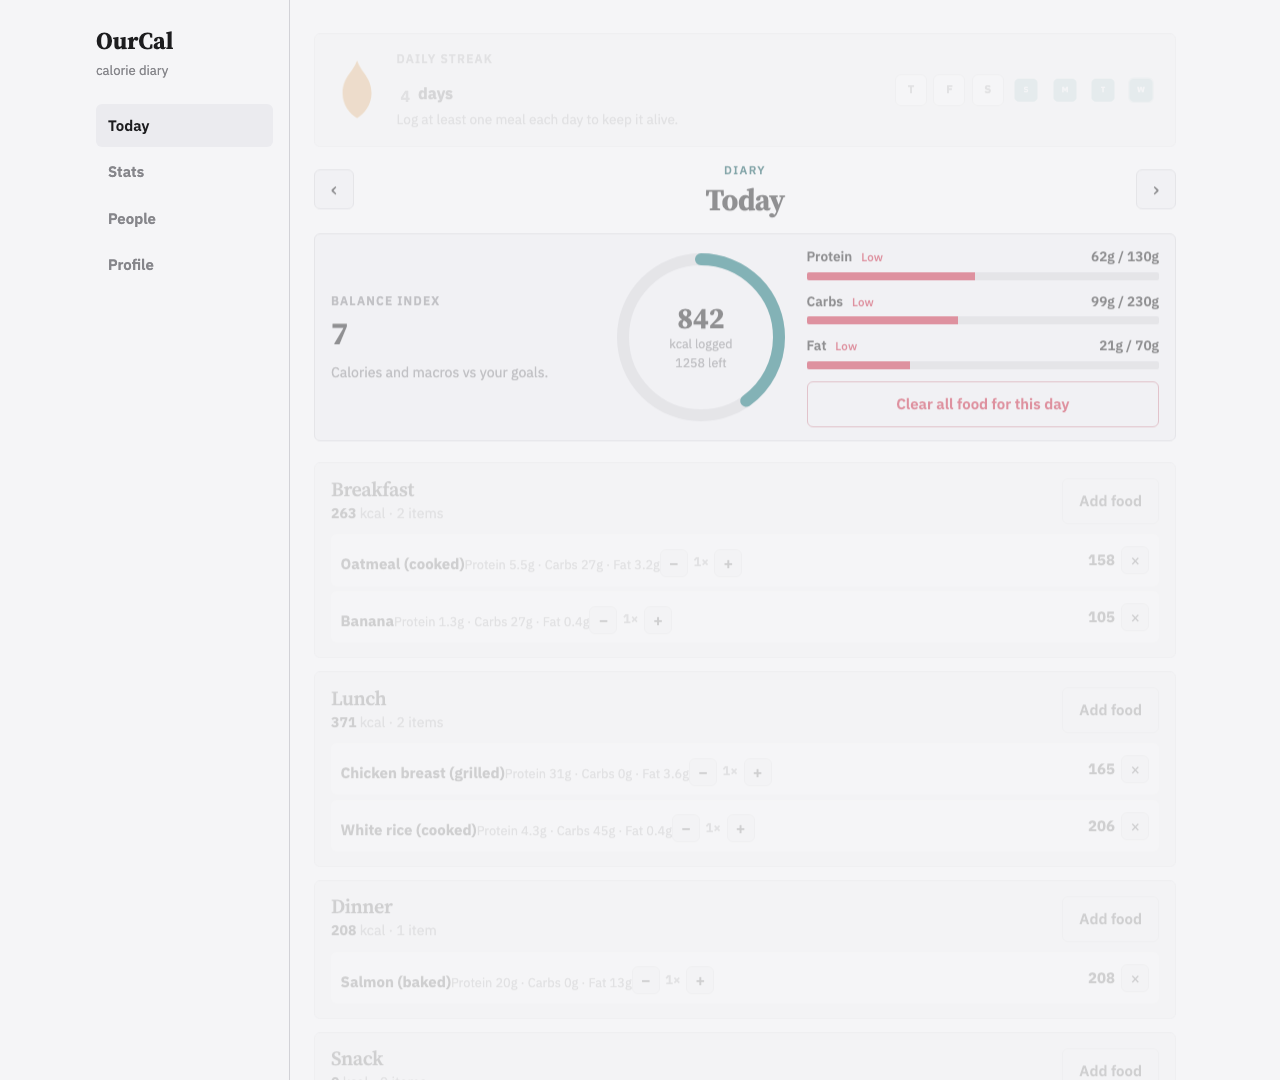 OurCal
calorie diary
Today
Stats
People
Profile
DAILY STREAK
4 days
Log at least one meal each day to keep it alive.
T F S S M T W
DIARY
‹ Today ›
BALANCE INDEX
7
Calories and macros vs your goals.
842
kcal logged
1258 left
Protein Low 62g / 130g
Carbs Low 99g / 230g
Fat Low 21g / 70g
Clear all food for this day
Breakfast
263 kcal · 2 items
Add food
Oatmeal (cooked)Protein 5.5g · Carbs 27g · Fat 3.2g − 1× + 158 ×
BananaProtein 1.3g · Carbs 27g · Fat 0.4g − 1× + 105 ×
Lunch
371 kcal · 2 items
Add food
Chicken breast (grilled)Protein 31g · Carbs 0g · Fat 3.6g − 1× + 165 ×
White rice (cooked)Protein 4.3g · Carbs 45g · Fat 0.4g − 1× + 206 ×
Dinner
208 kcal · 1 item
Add food
Salmon (baked)Protein 20g · Carbs 0g · Fat 13g − 1× + 208 ×
Snack
Add food